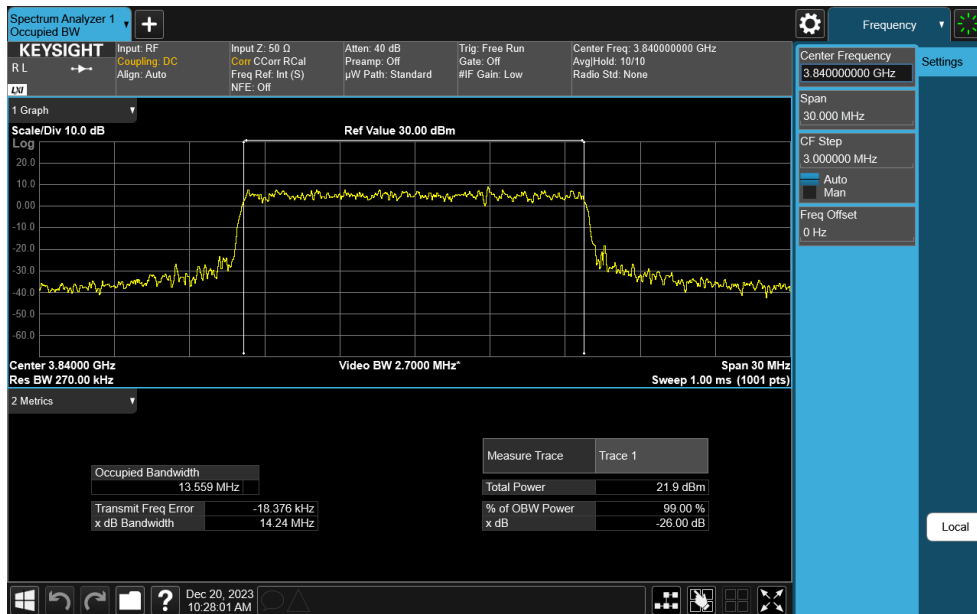 Spectrum Analyzer 1
Occupied BW
Frequency
KEYSIGHT
R L
LXI
Input: RF
Coupling: DC
Align: Auto
Input Z: 50 Ω
Corr CCorr RCal
Freq Ref: Int (S)
NFE: Off
Atten: 40 dB
Preamp: Off
µW Path: Standard
Trig: Free Run
Gate: Off
#IF Gain: Low
Center Freq: 3.840000000 GHz
Avg|Hold: 10/10
Radio Std: None
Center Frequency
3.840000000 GHz
Settings
Span
30.000 MHz
CF Step
3.000000 MHz
Auto
Man
Freq Offset
0 Hz
Local
1 Graph
Scale/Div 10.0 dB
Ref Value 30.00 dBm
Log
20.0
10.0
0.00
-10.0
-20.0
-30.0
-40.0
-50.0
-60.0
Center 3.84000 GHz
Video BW 2.7000 MHz*
Span 30 MHz
Res BW 270.00 kHz
Sweep 1.00 ms (1001 pts)
2 Metrics
Measure Trace Trace 1
Occupied Bandwidth
13.559 MHz
Total Power 21.9 dBm
Transmit Freq Error -18.376 kHz
x dB Bandwidth 14.24 MHz
% of OBW Power 99.00 %
x dB -26.00 dB
?
Dec 20, 2023
10:28:01 AM